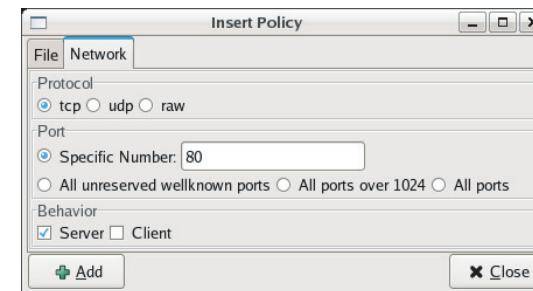 Insert Policy
File Network
Protocol
tcp udp raw
Port
Specific Number: 80
All unreserved wellknown ports All ports over 1024 All ports
Behavior
Server Client
Add Close